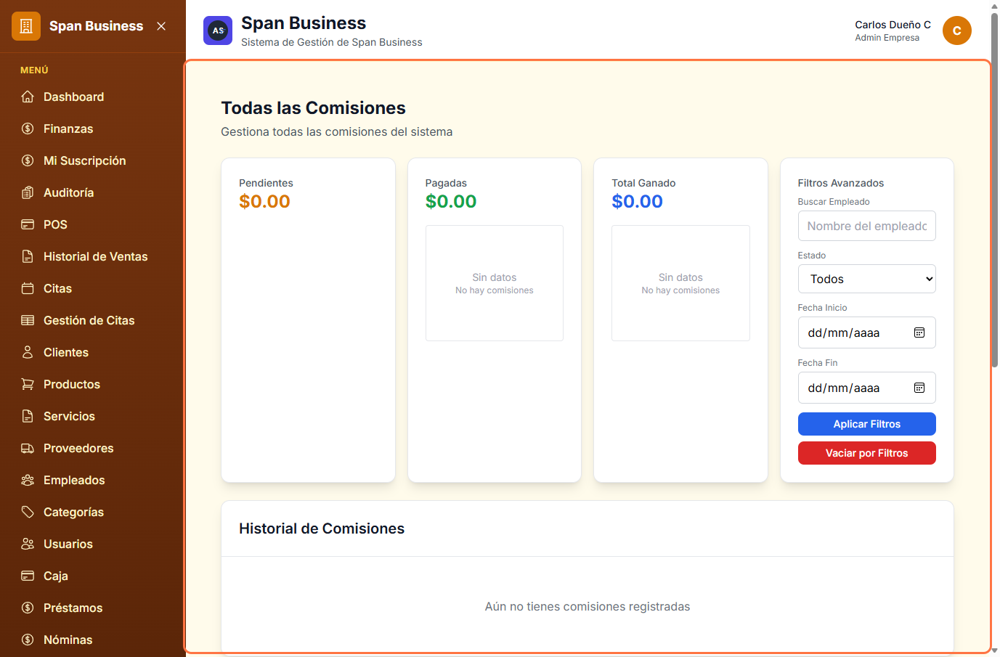 Span Business
MENÚ
Dashboard
Finanzas
Mi Suscripción
Auditoría
POS
Historial de Ventas
Citas
Gestión de Citas
Clientes
Productos
Servicios
Proveedores
Empleados
Categorías
Usuarios
Caja
Préstamos
Nóminas
AS
Span Business
Sistema de Gestión de Span Business
Carlos Dueño C
Admin Empresa
C
Todas las Comisiones
Gestiona todas las comisiones del sistema
Pendientes
$0.00
Pagadas
$0.00
Sin datos
No hay comisiones
Total Ganado
$0.00
Sin datos
No hay comisiones
Filtros Avanzados
Buscar Empleado
Nombre del empleado
Estado
Todos
Fecha Inicio
dd/mm/aaaa
Fecha Fin
dd/mm/aaaa
Aplicar Filtros
Vaciar por Filtros
Historial de Comisiones
Aún no tienes comisiones registradas